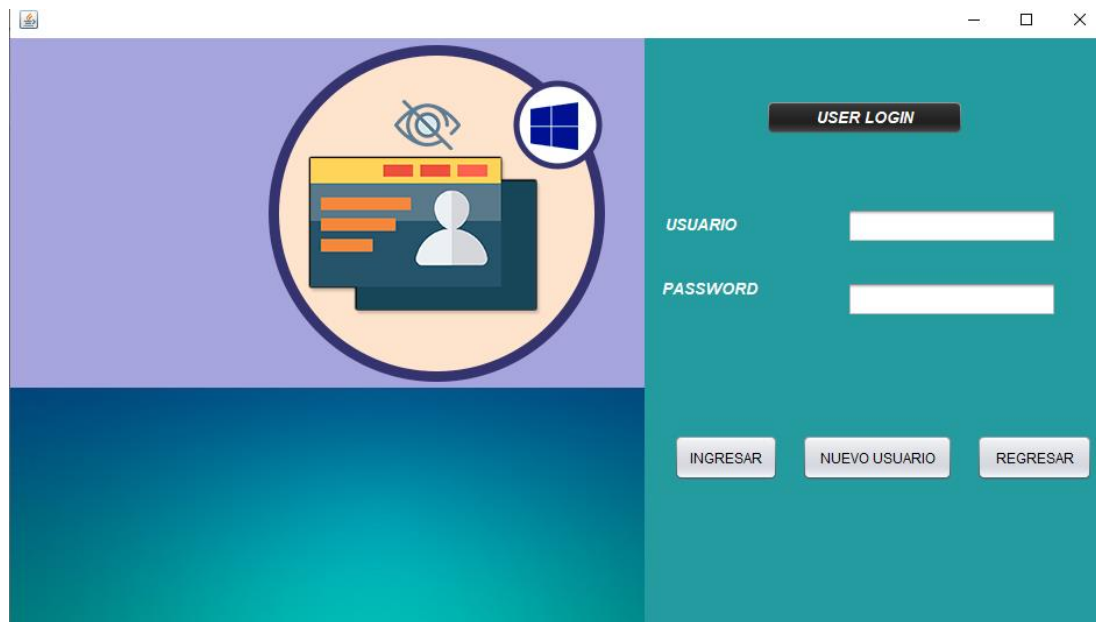 USER LOGIN
USUARIO
PASSWORD
INGRESAR
NUEVO USUARIO
REGRESAR